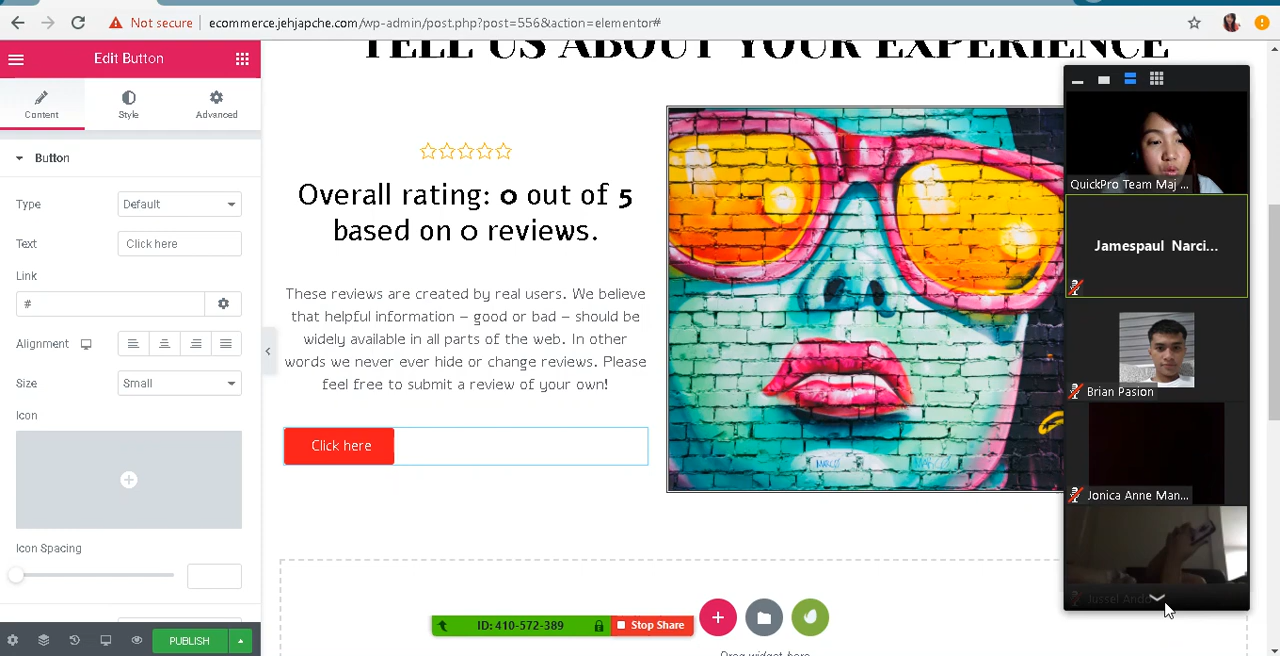 Not secure
ecommerce.jehjapche.com/wp-admin/post.php?post=556&action=elementor#
Edit Button
Content
Style
Advanced
Button
Type
Default
Text
Click here
Link
#
Alignment
Size
Small
Icon
Icon Spacing
PUBLISH
TELL US ABOUT YOUR EXPERIENCE
Overall rating: 0 out of 5
based on 0 reviews.
These reviews are created by real users. We believe
that helpful information – good or bad – should be
widely available in all parts of the web. In other
words we never ever hide or change reviews. Please
feel free to submit a review of your own!
Click here
ID: 410-572-389
Stop Share
Drag widget here
QuickPro Team Maj ...
Jamespaul Narci...
Brian Pasion
Jonica Anne Man...
Jussel Ando